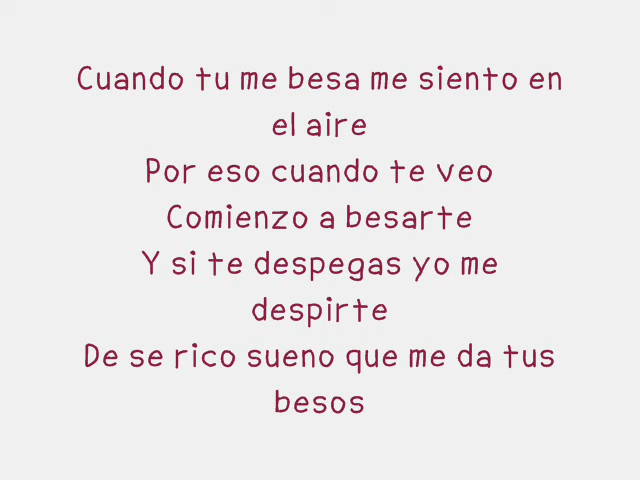 Cuando tu me besa me siento en
el aire
Por eso cuando te veo
Comienzo a besarte
Y si te despegas yo me
despirte
De se rico sueno que me da tus
besos